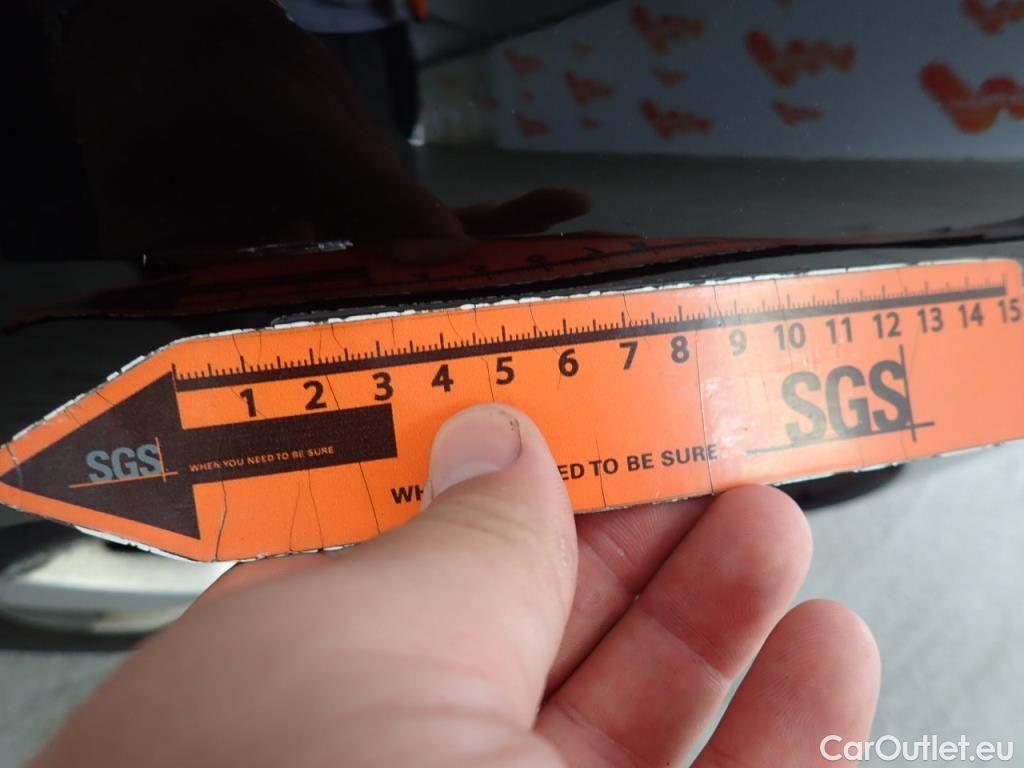 1 2 3 4 5 6 7 8 9 10 11 12 13 14 15
SGS
SGS WHEN YOU NEED TO BE SURE
ED TO BE SURE
CarOutlet.eu